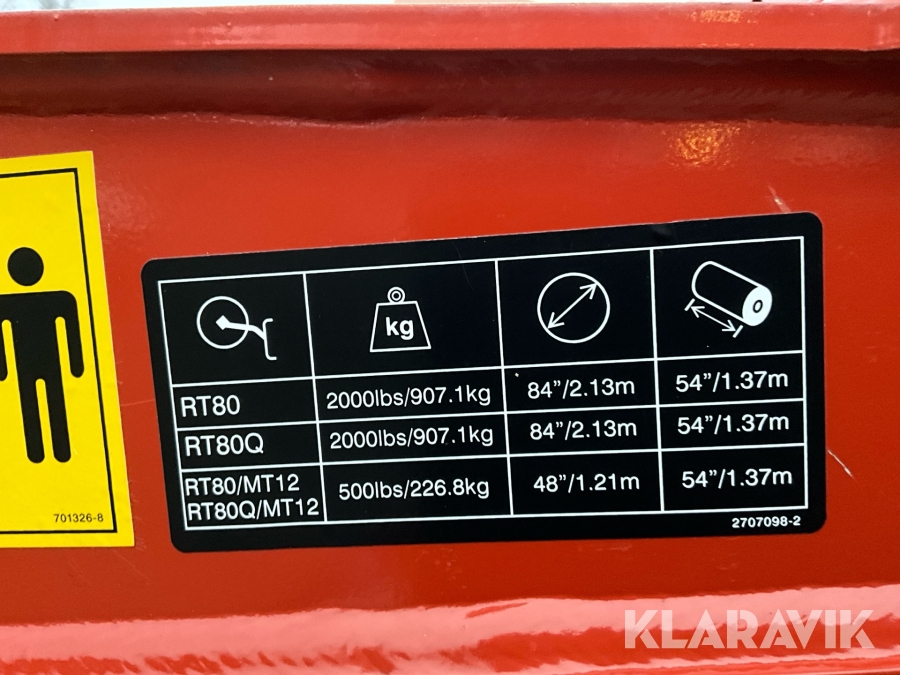 kg
RT80 2000lbs/907.1kg 84”/2.13m 54”/1.37m
RT80Q 2000lbs/907.1kg 84”/2.13m 54”/1.37m
RT80/MT12
RT80Q/MT12 500lbs/226.8kg 48”/1.21m 54”/1.37m
701326-8
2707098-2
KLARAVIK